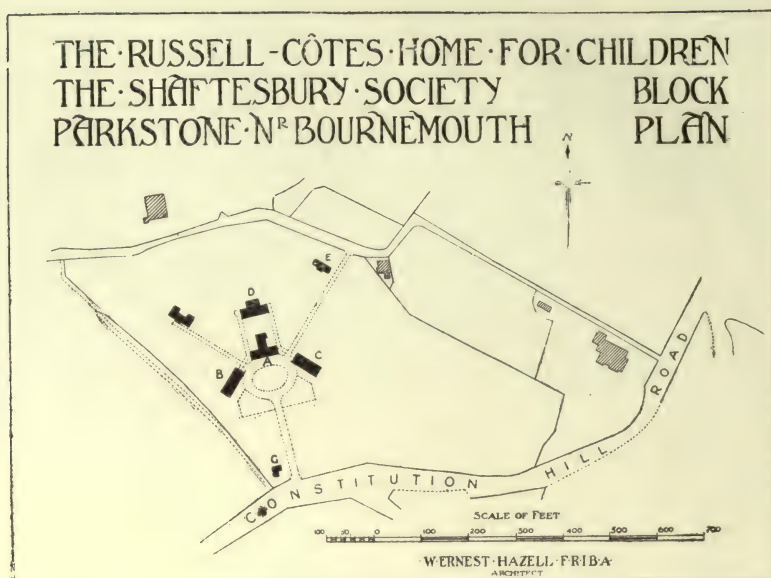 THE·RUSSELL-CÔTES·HOME·FOR·CHILDREN
THE·SHAFTESBURY·SOCIETY BLOCK
PARKSTONE·Nᴿ BOURNEMOUTH PLAN
N
E
D
A
C
B
G
CONSTITUTION HILL ROAD
SCALE OF FEET
100 50 0 100 200 300 400 500 600 700
·W·ERNEST·HAZELL·F·R·I·B·A·
ARCHITECT